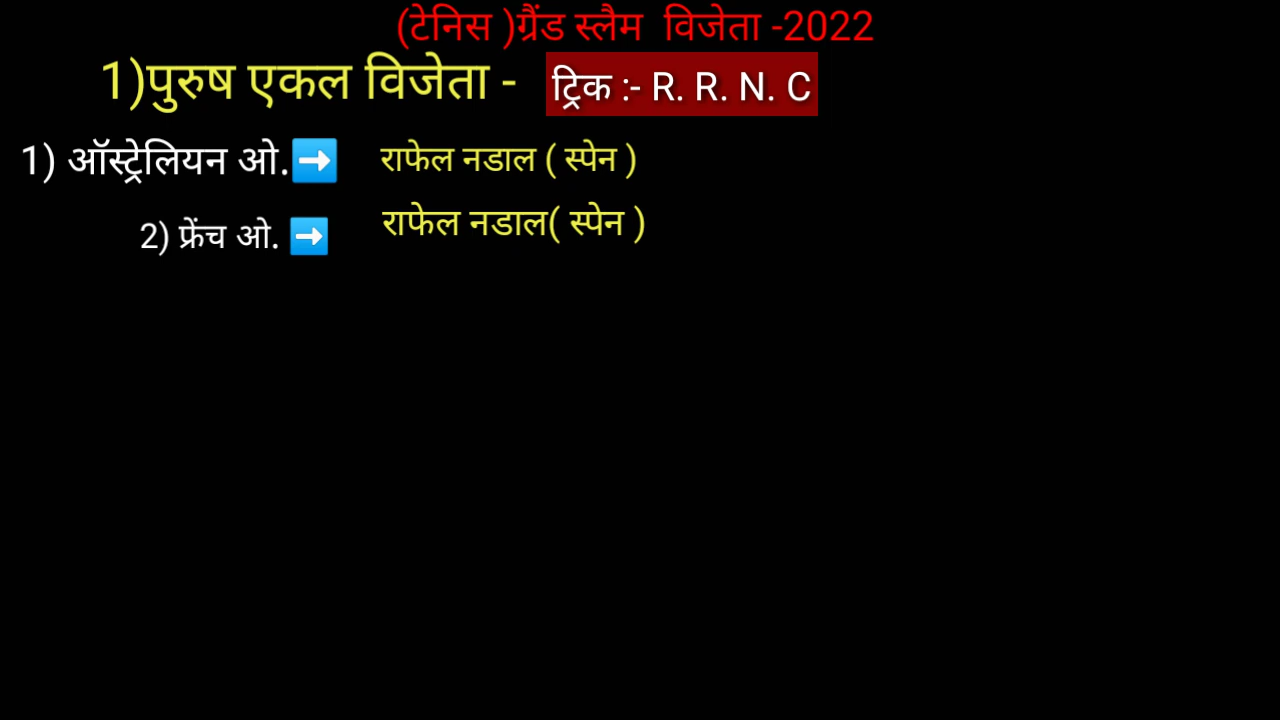 (टेनिस )ग्रैंड स्लैम विजेता -2022
1)पुरुष एकल विजेता - ट्रिक :- R. R. N. C
1) ऑस्ट्रेलियन ओ.➡ राफेल नडाल ( स्पेन )
2) फ्रेंच ओ. ➡ राफेल नडाल( स्पेन )